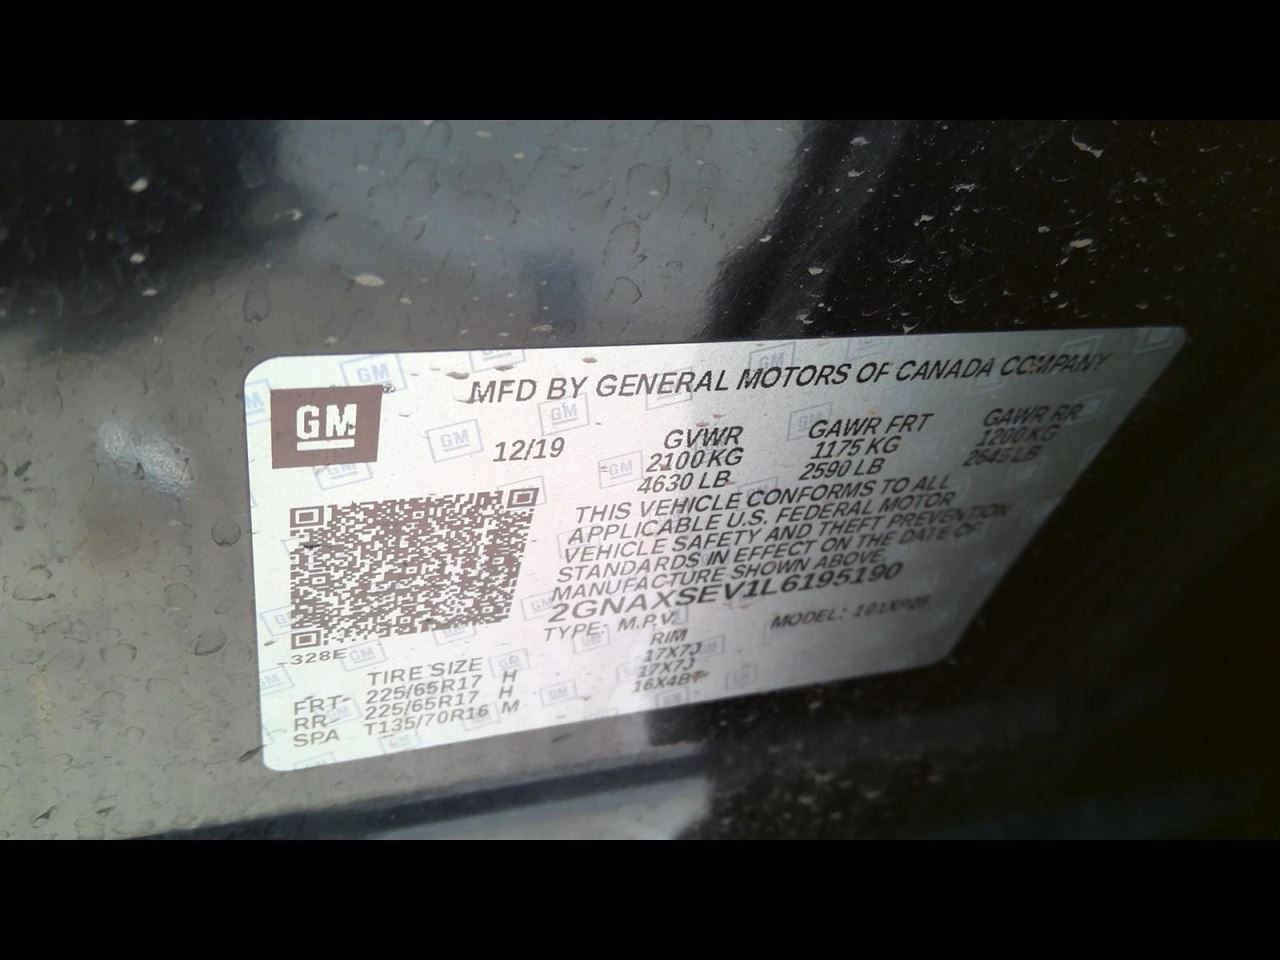 GM
MFD BY GENERAL MOTORS OF CANADA COMPANY
12/19 GVWR GAWR FRT GAWR RR
2100 KG 1175 KG 1200 KG
4630 LB 2590 LB 2645 LB
THIS VEHICLE CONFORMS TO ALL
APPLICABLE U.S. FEDERAL MOTOR
VEHICLE SAFETY AND THEFT PREVENTION
STANDARDS IN EFFECT ON THE DATE OF
MANUFACTURE SHOWN ABOVE.
2GNAXSEV1L6195190
TYPE: M.P.V. MODEL: 101XP26
328E
TIRE SIZE RIM
FRT- 225/65R17 H 17X7J
RR 225/65R17 H 17X7J
SPA T135/70R16 M 16X4BT